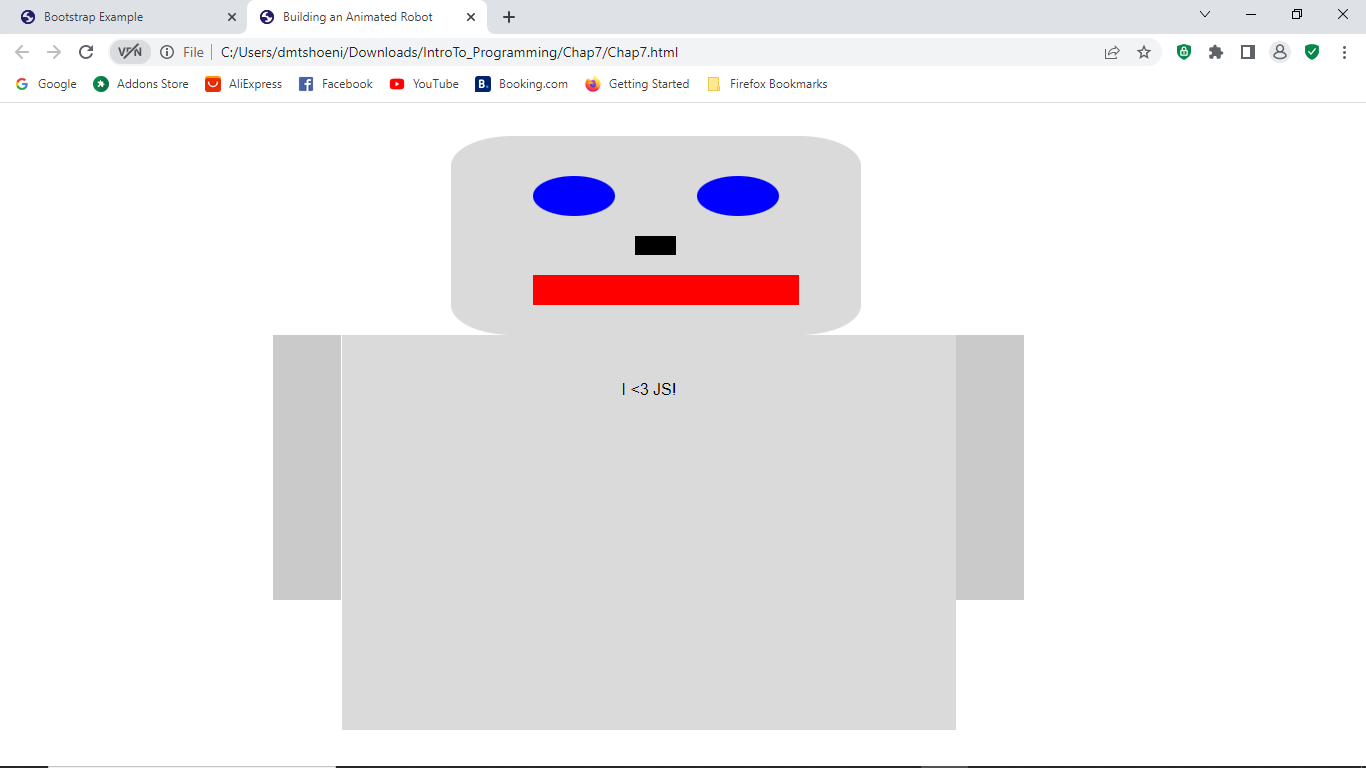 Bootstrap Example
Building an Animated Robot
VPN File C:/Users/dmtshoeni/Downloads/IntroTo_Programming/Chap7/Chap7.html
Google Addons Store AliExpress Facebook YouTube B. Booking.com Getting Started Firefox Bookmarks
I <3 JS!